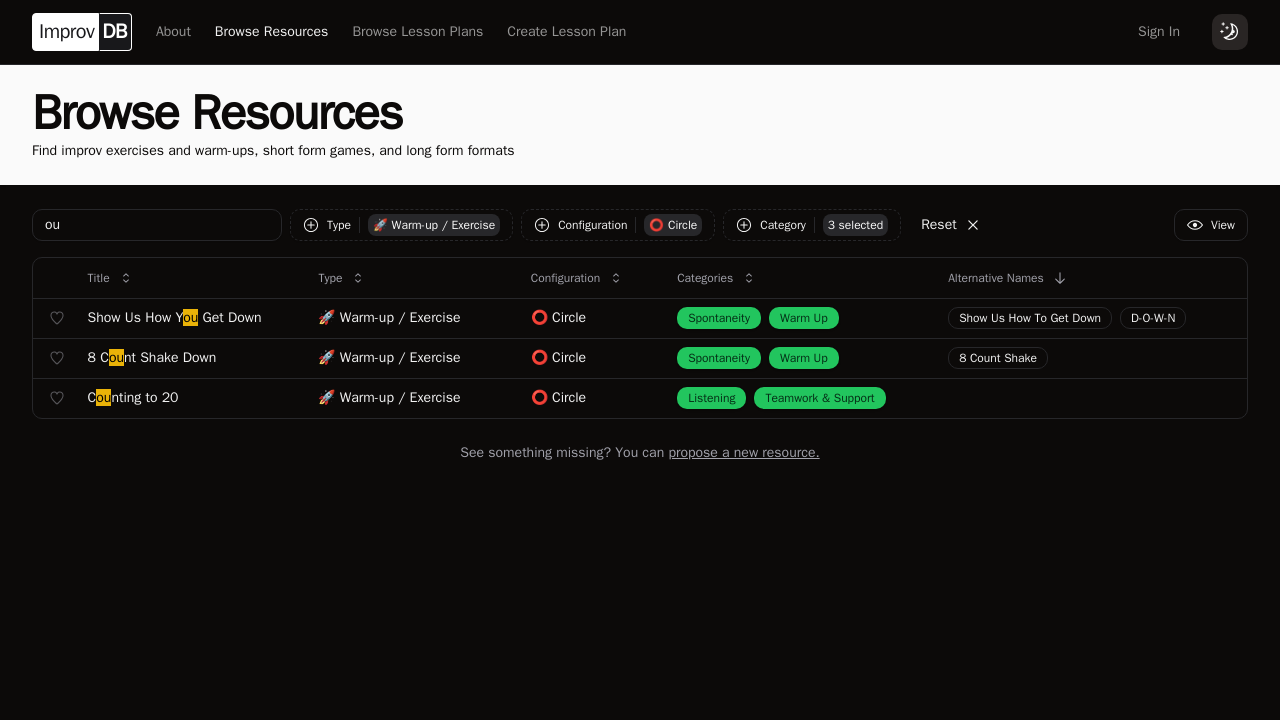 Improv DB About Browse Resources Browse Lesson Plans Create Lesson Plan Sign In
Browse Resources
Find improv exercises and warm-ups, short form games, and long form formats
ou Type 🚀 Warm-up / Exercise Configuration ⭕ Circle Category 3 selected Reset View
Title Type Configuration Categories Alternative Names
Show Us How You Get Down 🚀 Warm-up / Exercise ⭕ Circle Spontaneity Warm Up Show Us How To Get Down D-O-W-N
8 Count Shake Down 🚀 Warm-up / Exercise ⭕ Circle Spontaneity Warm Up 8 Count Shake
Counting to 20 🚀 Warm-up / Exercise ⭕ Circle Listening Teamwork & Support
See something missing? You can propose a new resource.